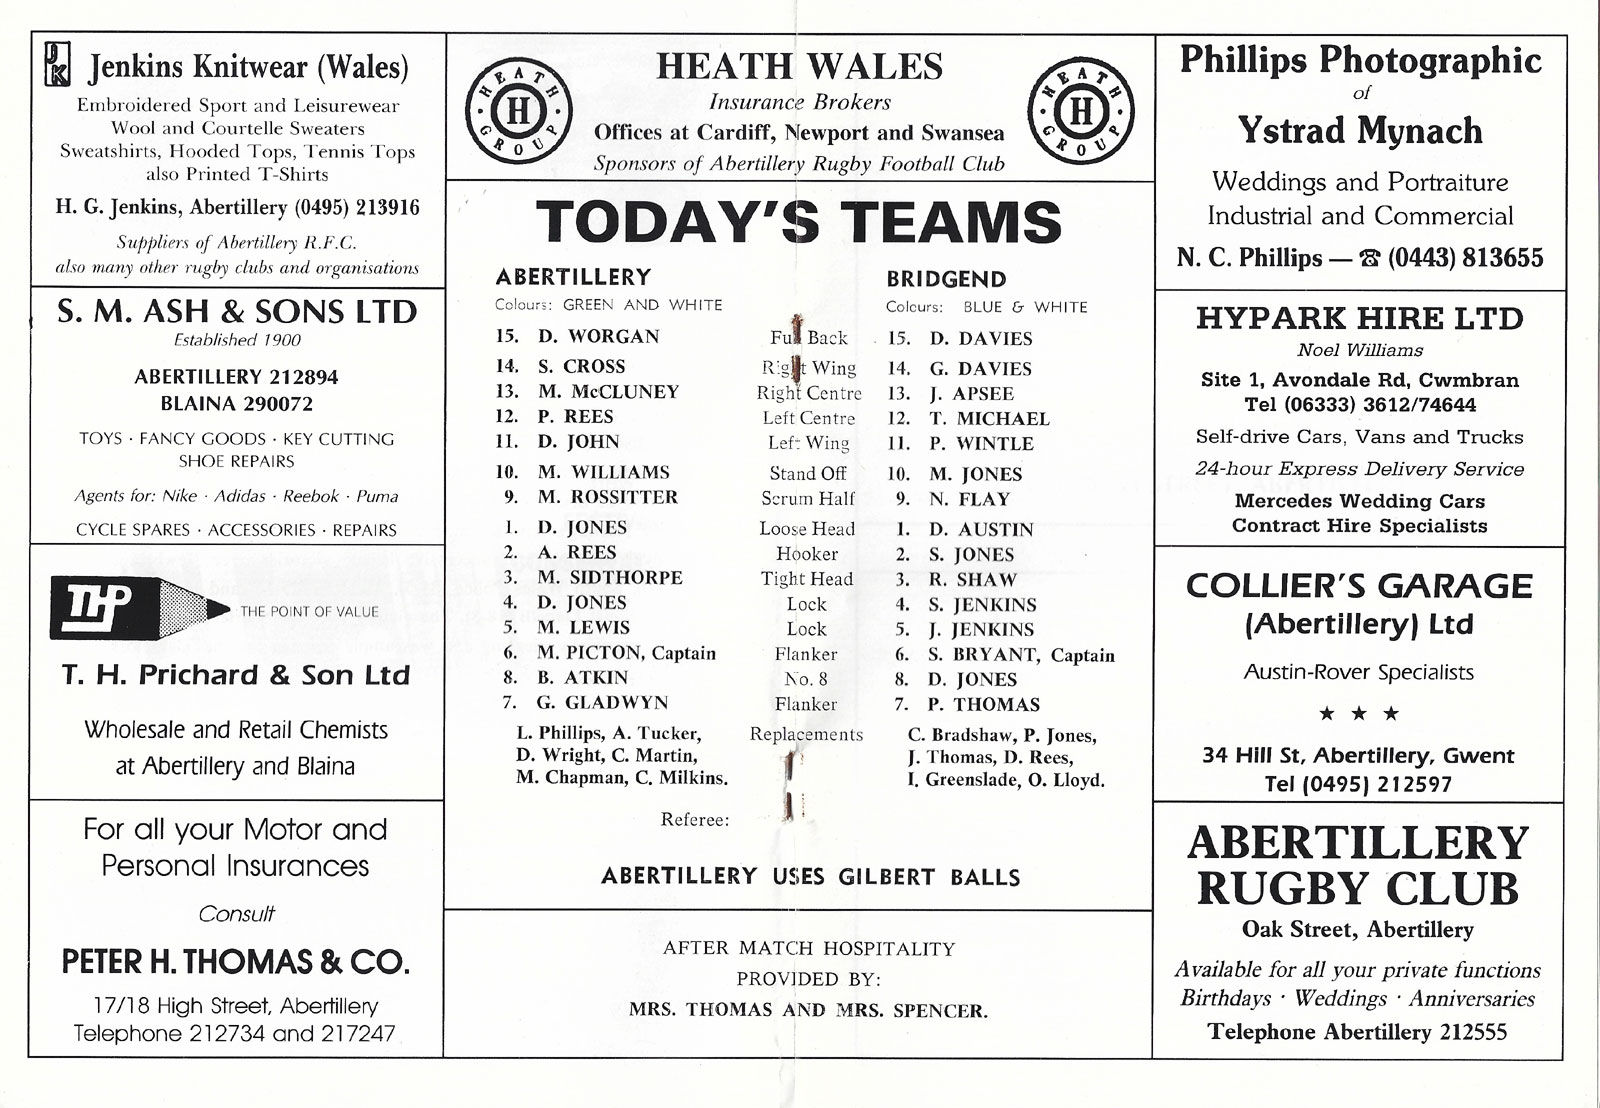 JK
Jenkins Knitwear (Wales)
Embroidered Sport and Leisurewear
Wool and Courtelle Sweaters
Sweatshirts, Hooded Tops, Tennis Tops
also Printed T-Shirts
H. G. Jenkins, Abertillery (0495) 213916
Suppliers of Abertillery R.F.C.
also many other rugby clubs and organisations
S. M. ASH & SONS LTD
Established 1900
ABERTILLERY 212894
BLAINA 290072
TOYS · FANCY GOODS · KEY CUTTING
SHOE REPAIRS
Agents for: Nike · Adidas · Reebok · Puma
CYCLE SPARES · ACCESSORIES · REPAIRS
THP
THE POINT OF VALUE
T. H. Prichard & Son Ltd
Wholesale and Retail Chemists
at Abertillery and Blaina
For all your Motor and
Personal Insurances
Consult
PETER H. THOMAS & CO.
17/18 High Street, Abertillery
Telephone 212734 and 217247
HEATH GROUP H
HEATH WALES
Insurance Brokers
Offices at Cardiff, Newport and Swansea
Sponsors of Abertillery Rugby Football Club
HEATH GROUP H
TODAY'S TEAMS
ABERTILLERY BRIDGEND
Colours: GREEN AND WHITE Colours: BLUE & WHITE
15. D. WORGAN Full Back 15. D. DAVIES
14. S. CROSS Right Wing 14. G. DAVIES
13. M. McCLUNEY Right Centre 13. J. APSEE
12. P. REES Left Centre 12. T. MICHAEL
11. D. JOHN Left Wing 11. P. WINTLE
10. M. WILLIAMS Stand Off 10. M. JONES
9. M. ROSSITTER Scrum Half 9. N. FLAY
1. D. JONES Loose Head 1. D. AUSTIN
2. A. REES Hooker 2. S. JONES
3. M. SIDTHORPE Tight Head 3. R. SHAW
4. D. JONES Lock 4. S. JENKINS
5. M. LEWIS Lock 5. J. JENKINS
6. M. PICTON, Captain Flanker 6. S. BRYANT, Captain
8. B. ATKIN No. 8 8. D. JONES
7. G. GLADWYN Flanker 7. P. THOMAS
L. Phillips, A. Tucker, Replacements C. Bradshaw, P. Jones,
D. Wright, C. Martin, J. Thomas, D. Rees,
M. Chapman, C. Milkins. I. Greenslade, O. Lloyd.
Referee:
ABERTILLERY USES GILBERT BALLS
AFTER MATCH HOSPITALITY
PROVIDED BY:
MRS. THOMAS AND MRS. SPENCER.
Phillips Photographic
of
Ystrad Mynach
Weddings and Portraiture
Industrial and Commercial
N. C. Phillips — ☎ (0443) 813655
HYPARK HIRE LTD
Noel Williams
Site 1, Avondale Rd, Cwmbran
Tel (06333) 3612/74644
Self-drive Cars, Vans and Trucks
24-hour Express Delivery Service
Mercedes Wedding Cars
Contract Hire Specialists
COLLIER'S GARAGE
(Abertillery) Ltd
Austin-Rover Specialists
★ ★ ★
34 Hill St, Abertillery, Gwent
Tel (0495) 212597
ABERTILLERY
RUGBY CLUB
Oak Street, Abertillery
Available for all your private functions
Birthdays · Weddings · Anniversaries
Telephone Abertillery 212555